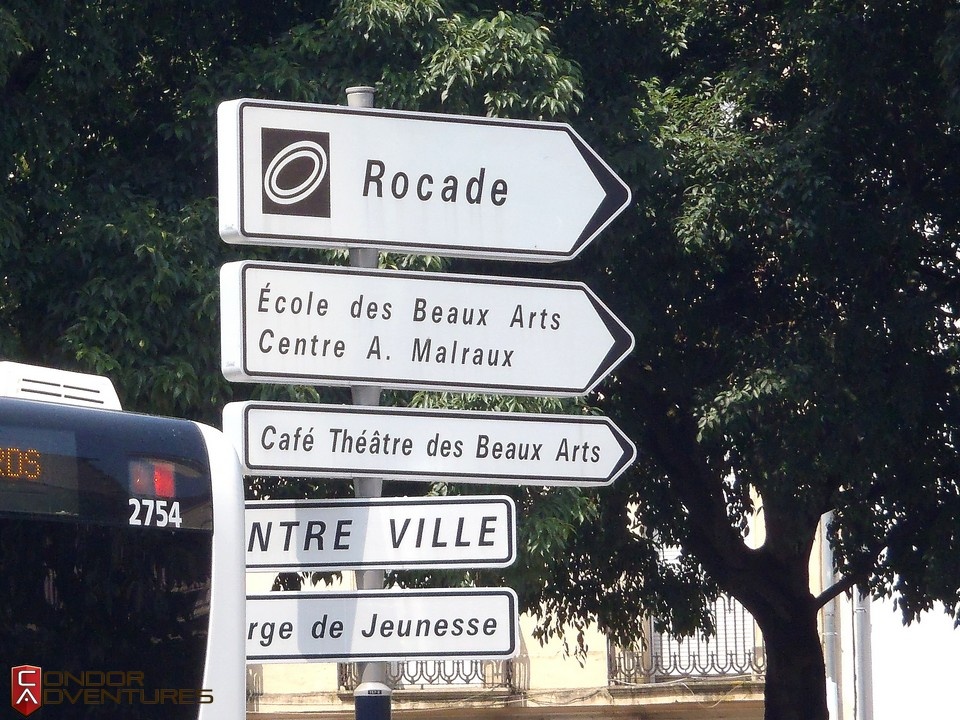 Rocade
École des Beaux Arts
Centre A. Malraux
Café Théâtre des Beaux Arts
NTRE VILLE
rge de Jeunesse
RDS
2754
CONDOR
ADVENTURES